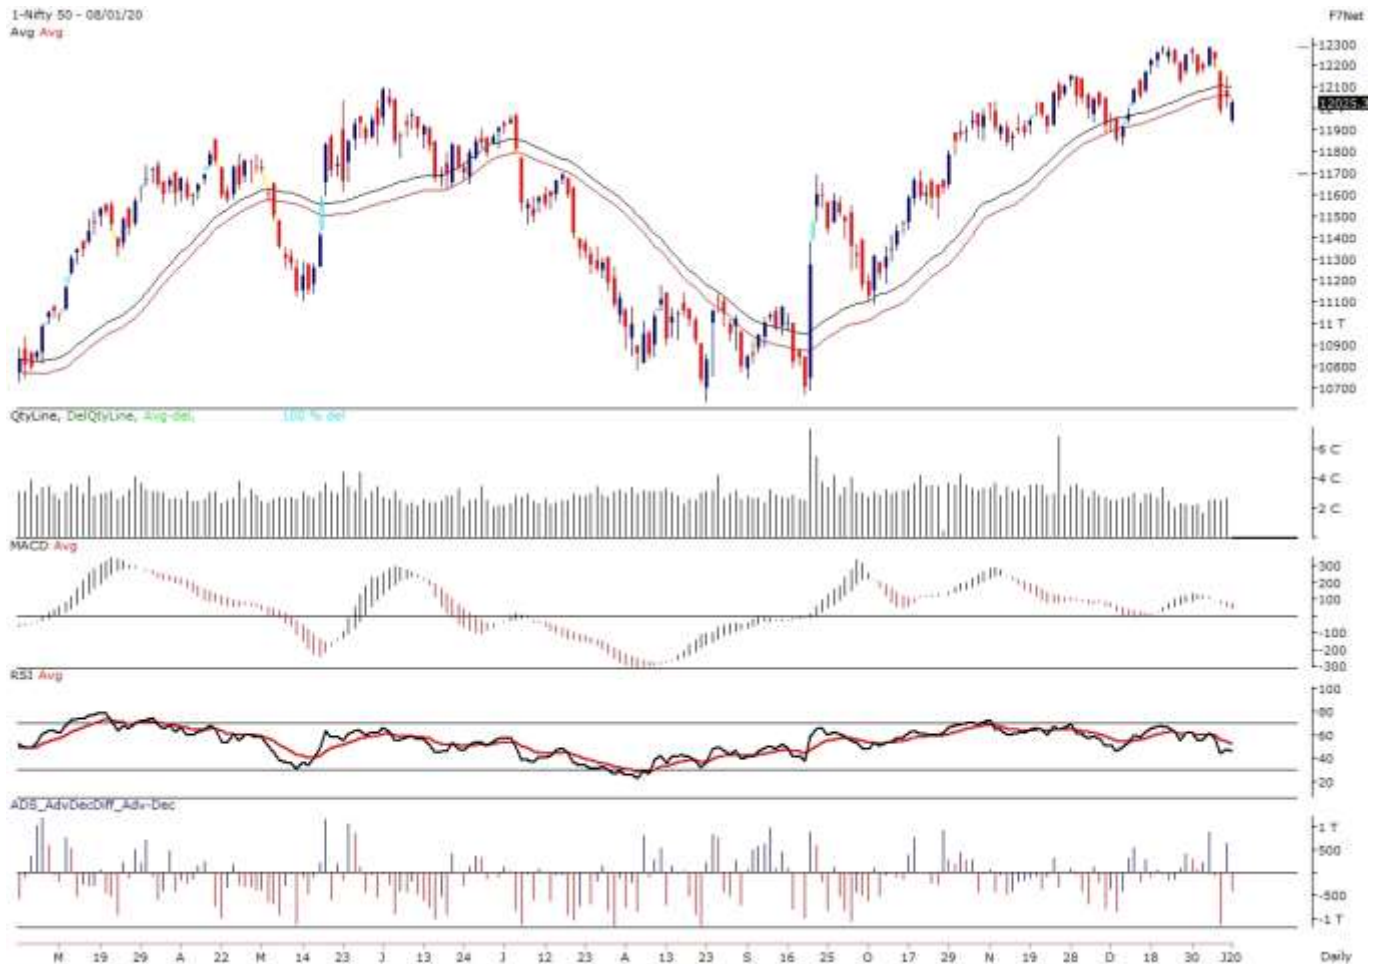 1-Nifty 50 - 08/01/20
F7Net
Avg Avg
12300
12200
12100
12025.3
11900
11800
11700
11600
11500
11400
11300
11200
11100
11 T
10900
10800
10700
QtyLine, DelQtyLine, Avg-del, 100 % del
6 C
4 C
2 C
MACD Avg
300
200
100
-100
-200
-300
RSI Avg
100
80
60
40
20
ADS_AdvDecDiff_Adv-Dec
1 T
500
-500
-1 T
M 19 29 A 22 M 14 23 J 13 24 J 12 23 A 13 23 S 16 25 O 17 29 N 19 28 D 18 30 J20 Daily